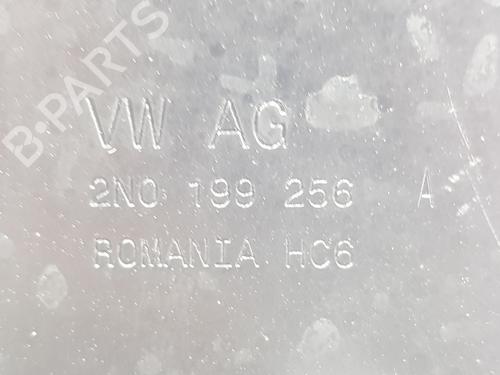 B-PARTS
VW AG
2N0 199 256 A
ROMANIA HC6